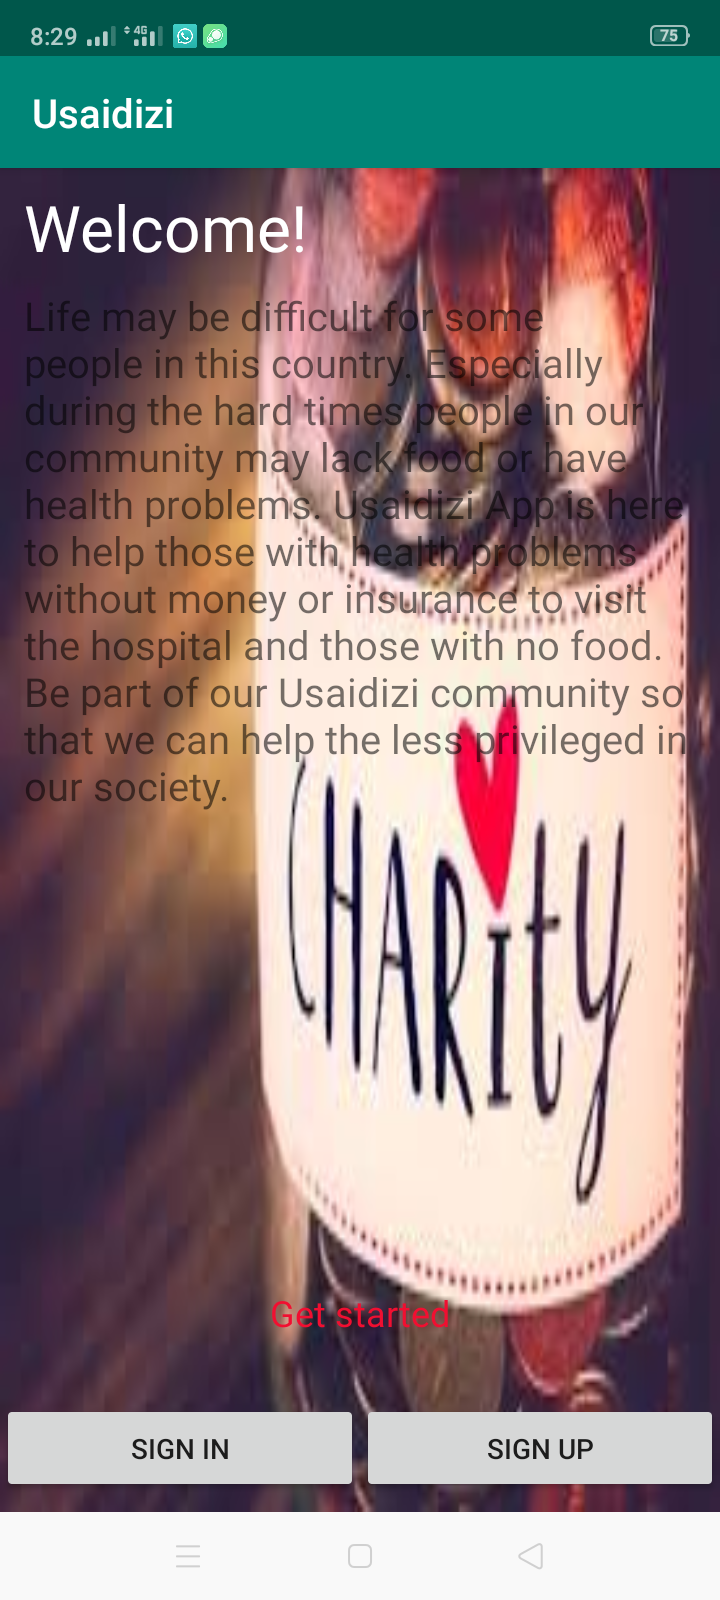 8:29 4G 75
Usaidizi
Welcome!
Life may be difficult for some
people in this country. Especially
during the hard times people in our
community may lack food or have
health problems. Usaidizi App is here
to help those with health problems
without money or insurance to visit
the hospital and those with no food.
Be part of our Usaidizi community so
that we can help the less privileged in
our society.
CHARITY
Get started
SIGN IN SIGN UP